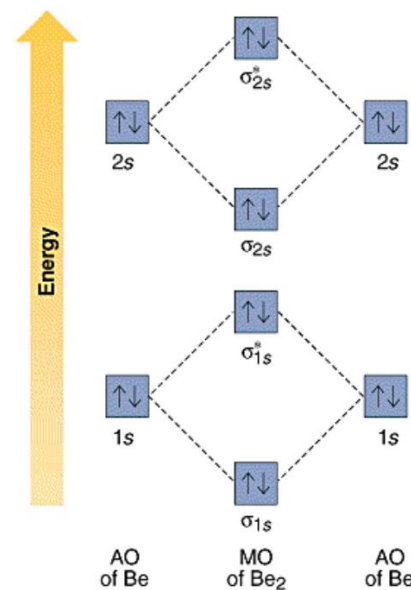 σ*2s
2s
2s
σ2s
Energy
σ*1s
1s
1s
σ1s
AO
of Be
MO
of Be2
AO
of Be